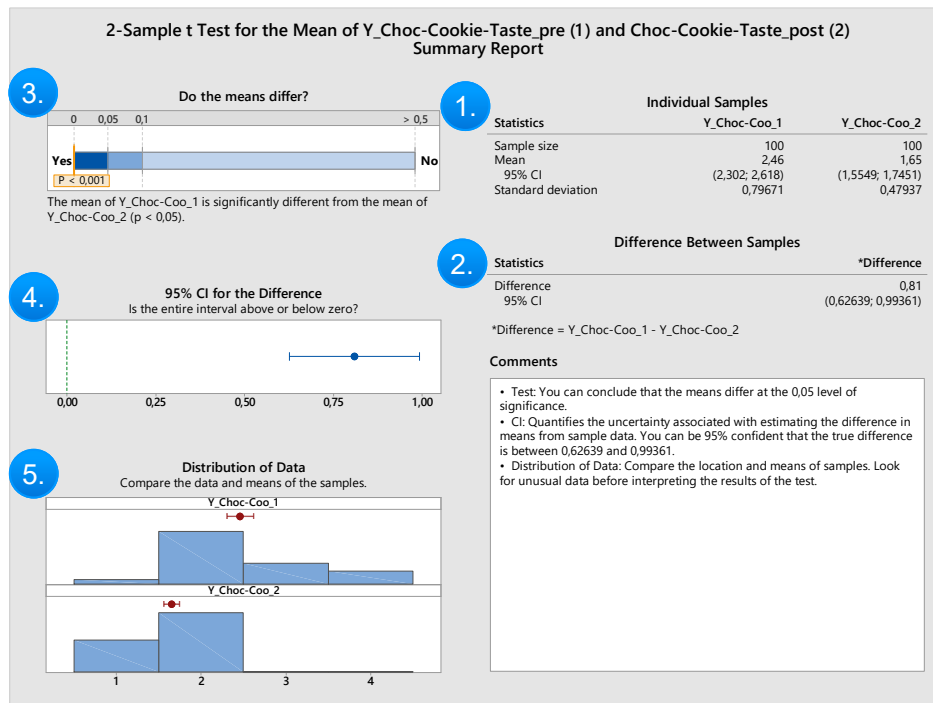 2-Sample t Test for the Mean of Y_Choc-Cookie-Taste_pre (1) and Choc-Cookie-Taste_post (2)
Summary Report
1.
Individual Samples
Statistics Y_Choc-Coo_1 Y_Choc-Coo_2
Sample size 100 100
Mean 2,46 1,65
95% CI (2,302; 2,618) (1,5549; 1,7451)
Standard deviation 0,79671 0,47937
2.
Difference Between Samples
Statistics *Difference
Difference 0,81
95% CI (0,62639; 0,99361)
*Difference = Y_Choc-Coo_1 - Y_Choc-Coo_2
3.
Do the means differ?
0 0,05 0,1 > 0,5
Yes No
P < 0,001
The mean of Y_Choc-Coo_1 is significantly different from the mean of
Y_Choc-Coo_2 (p < 0,05).
4.
95% CI for the Difference
Is the entire interval above or below zero?
0,00 0,25 0,50 0,75 1,00
5.
Distribution of Data
Compare the data and means of the samples.
Y_Choc-Coo_1
Y_Choc-Coo_2
1 2 3 4
Comments
• Test: You can conclude that the means differ at the 0,05 level of
significance.
• CI: Quantifies the uncertainty associated with estimating the difference in
means from sample data. You can be 95% confident that the true difference
is between 0,62639 and 0,99361.
• Distribution of Data: Compare the location and means of samples. Look
for unusual data before interpreting the results of the test.